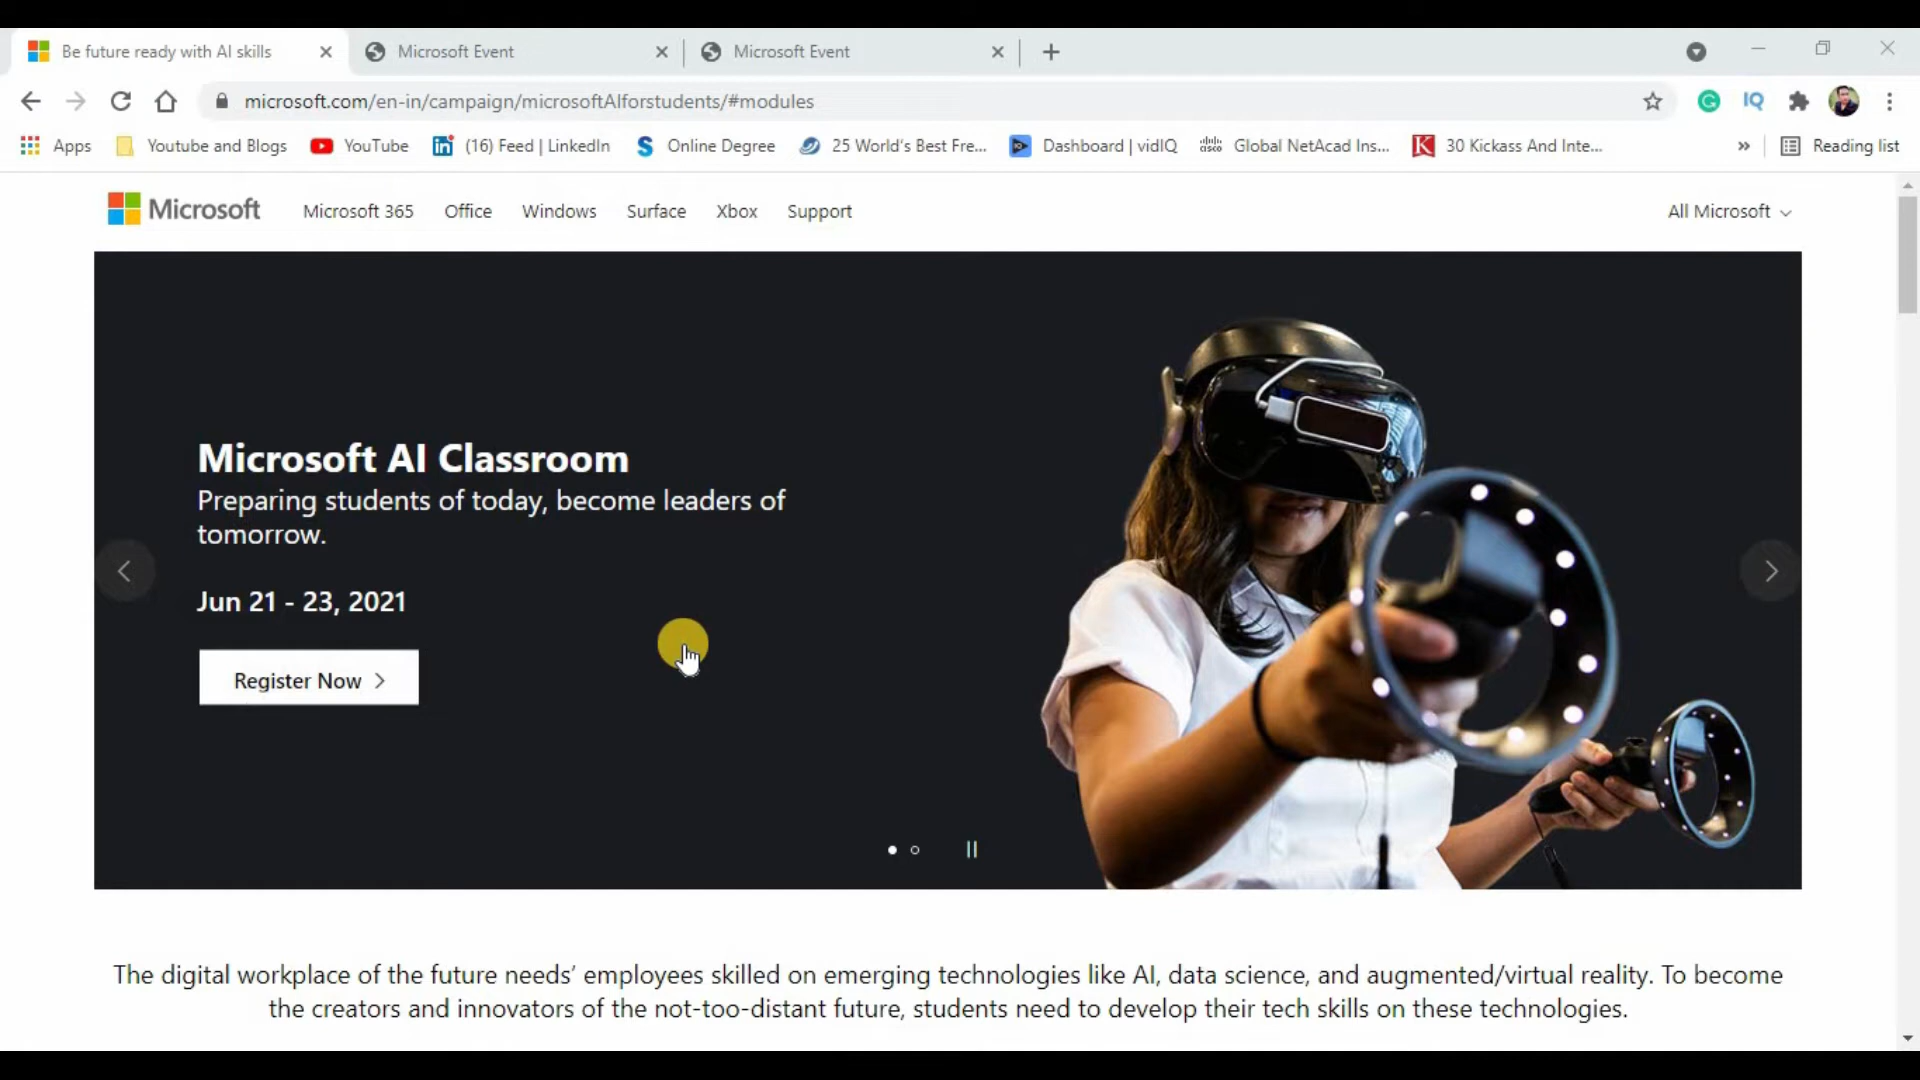 Be future ready with AI skills
Microsoft Event
Microsoft Event
microsoft.com/en-in/campaign/microsoftAIforstudents/#modules
IQ
Apps
Youtube and Blogs
YouTube
(16) Feed | LinkedIn
Online Degree
25 World's Best Fre...
Dashboard | vidIQ
Global NetAcad Ins...
30 Kickass And Inte...
Reading list
Microsoft
Microsoft 365
Office
Windows
Surface
Xbox
Support
All Microsoft
Microsoft AI Classroom
Preparing students of today, become leaders of
tomorrow.
Jun 21 - 23, 2021
Register Now
The digital workplace of the future needs' employees skilled on emerging technologies like AI, data science, and augmented/virtual reality. To become
the creators and innovators of the not-too-distant future, students need to develop their tech skills on these technologies.